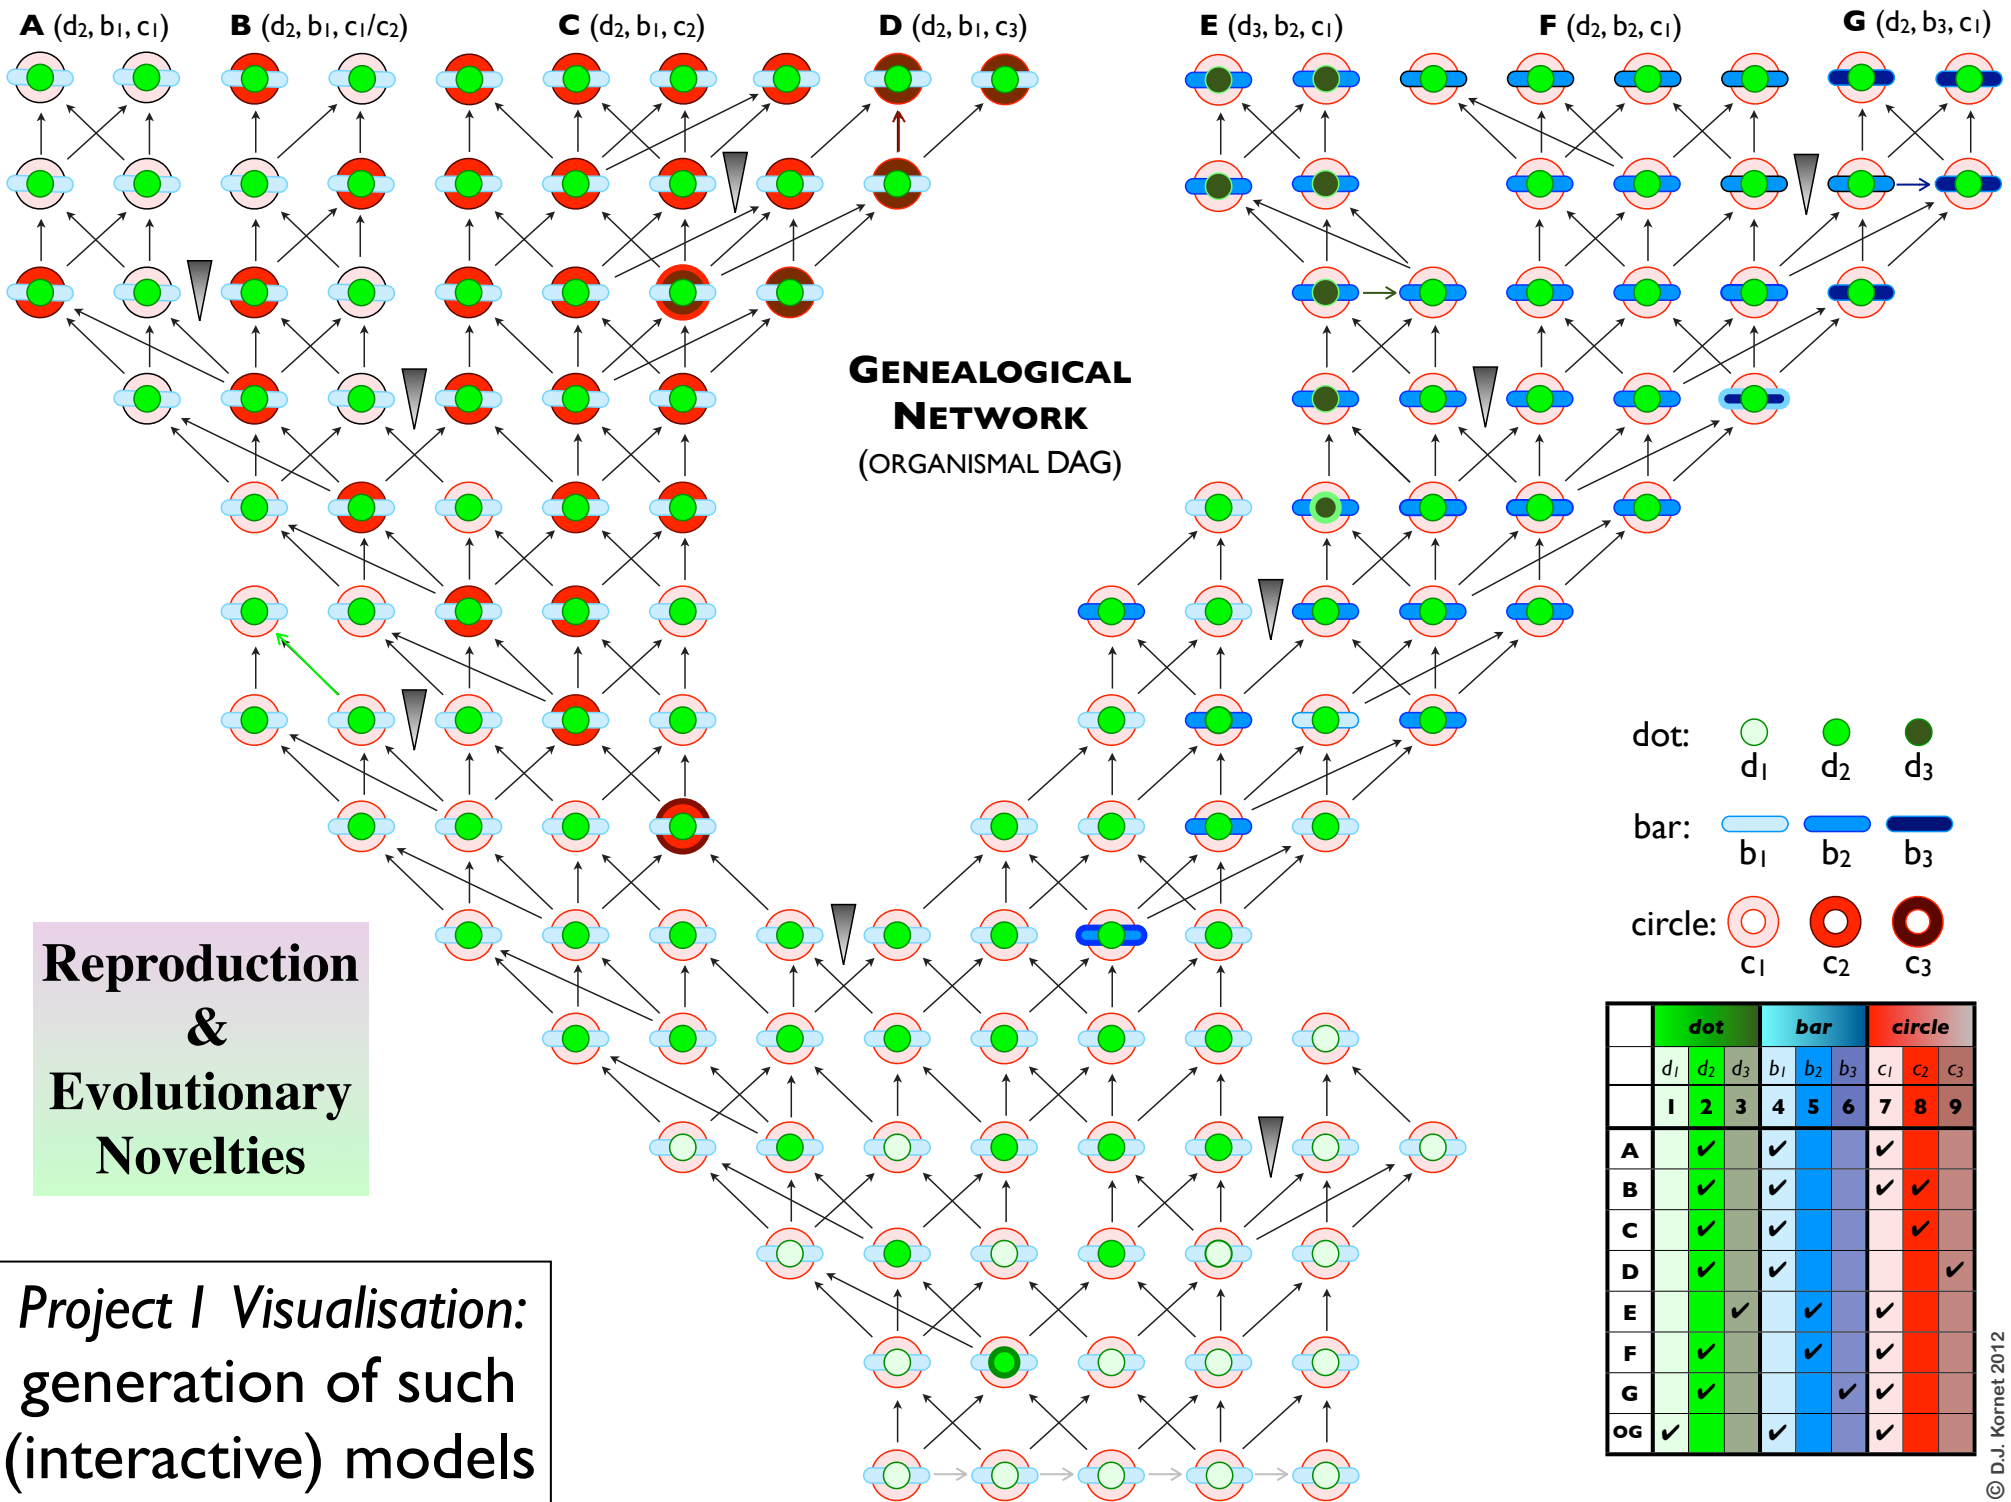 A (d₂, b₁, c₁)
B (d₂, b₁, c₁/c₂)
C (d₂, b₁, c₂)
D (d₂, b₁, c₃)
E (d₃, b₂, c₁)
F (d₂, b₂, c₁)
G (d₂, b₃, c₁)
GENEALOGICAL
NETWORK
(ORGANISMAL DAG)
dot:
d₁ d₂ d₃
bar:
b₁ b₂ b₃
circle:
c₁ c₂ c₃
Reproduction
&
Evolutionary
Novelties
Project 1 Visualisation:
generation of such
(interactive) models
dot bar circle
d₁ d₂ d₃ b₁ b₂ b₃ c₁ c₂ c₃
1 2 3 4 5 6 7 8 9
A ✔ ✔ ✔
B ✔ ✔ ✔ ✔
C ✔ ✔ ✔
D ✔ ✔ ✔
E ✔ ✔ ✔
F ✔ ✔ ✔
G ✔ ✔ ✔
OG ✔ ✔ ✔
© D.J. Kornet 2012